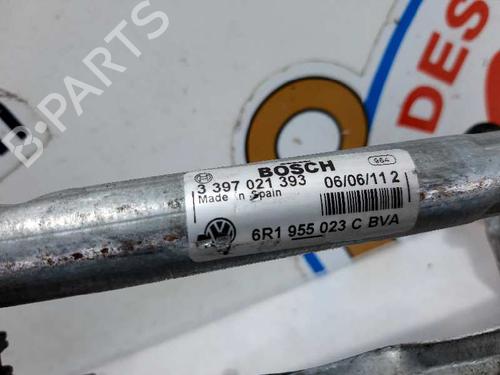 BOSCH
984
3 397 021 393 06/06/11 2
Made in Spain
6R1 955 023 C BVA
DES
B-PARTS